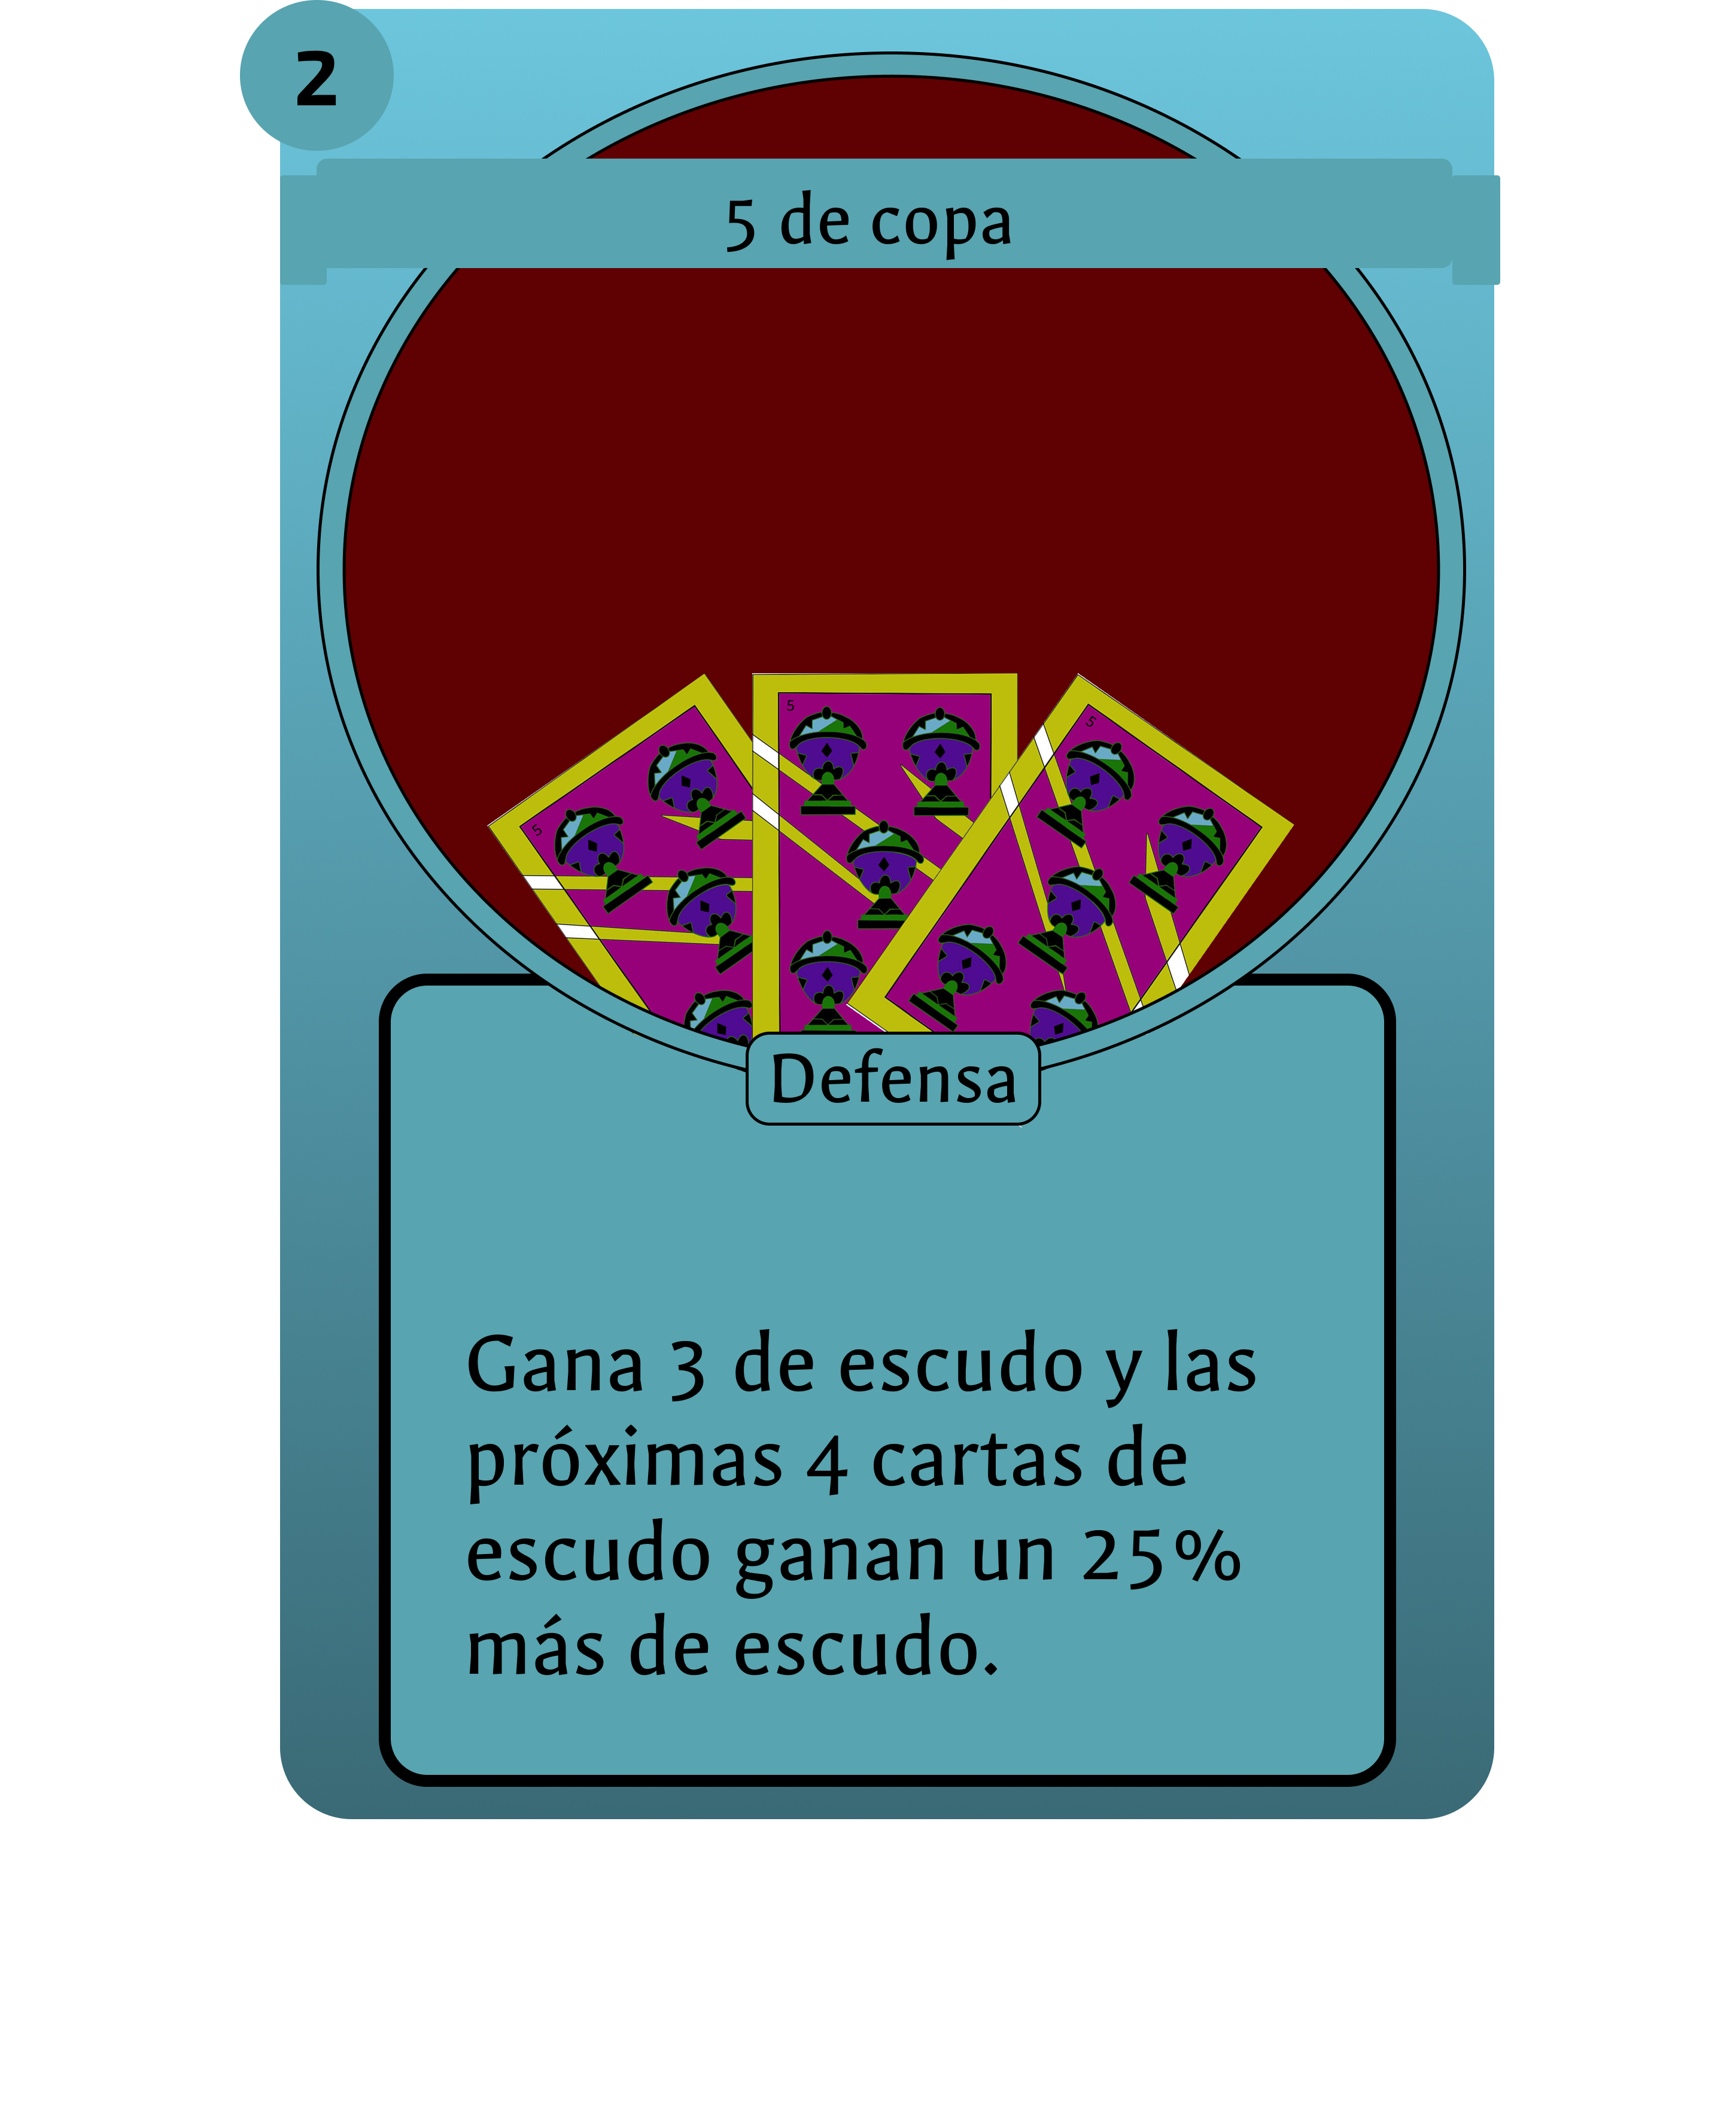 2
5 de copa
5
5
5
Defensa
Gana 3 de escudo y las
próximas 4 cartas de
escudo ganan un 25%
más de escudo.